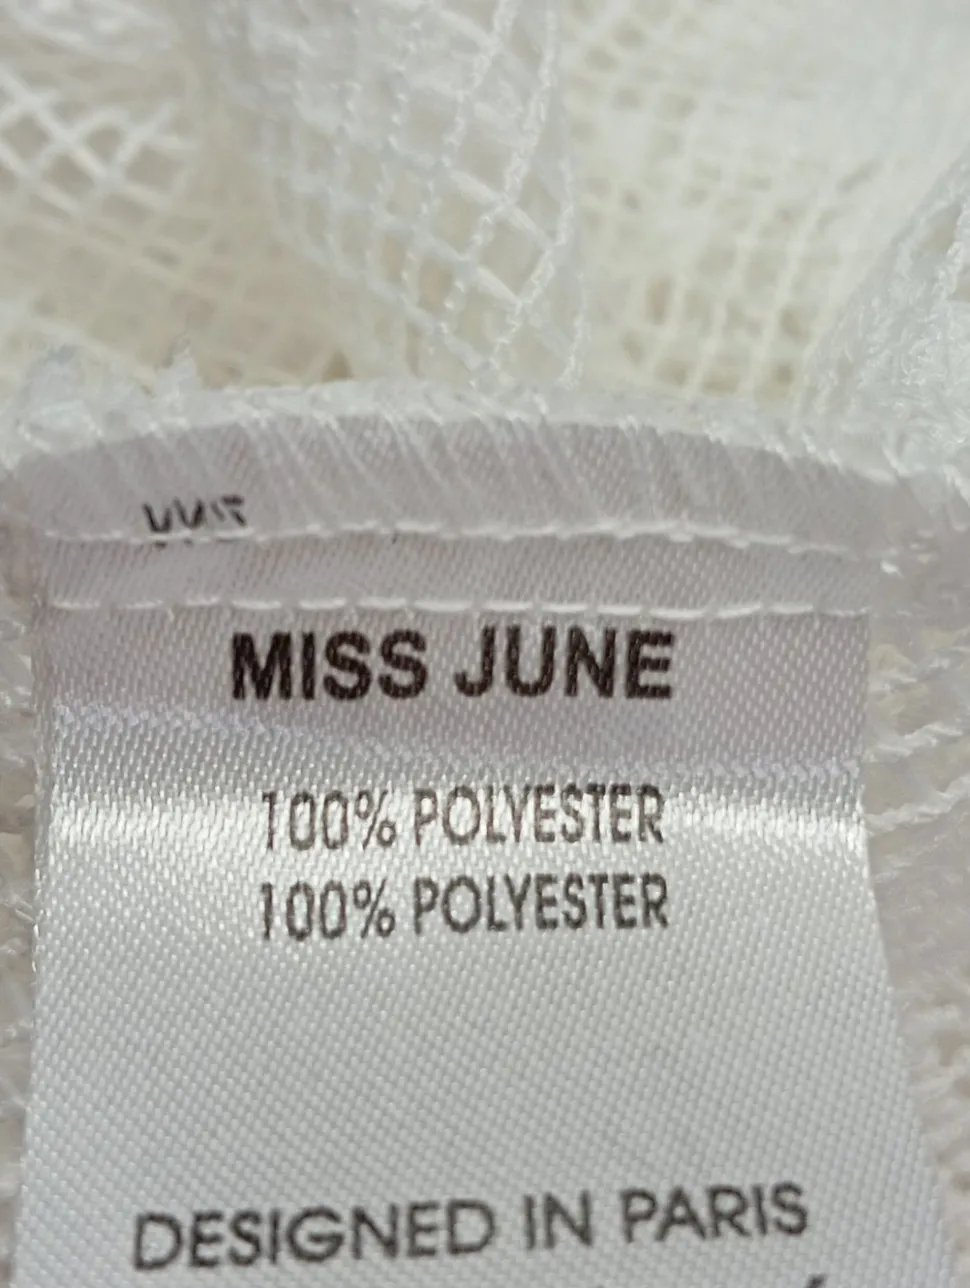 MISS JUNE
100% POLYESTER
100% POLYESTER
DESIGNED IN PARIS